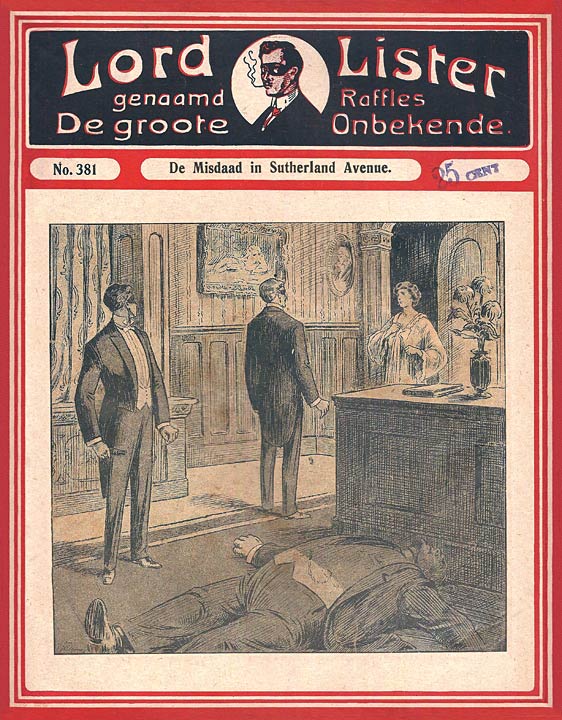 Lord Lister
genaamd Raffles
De groote Onbekende.
No. 381
De Misdaad in Sutherland Avenue.
25 CENT